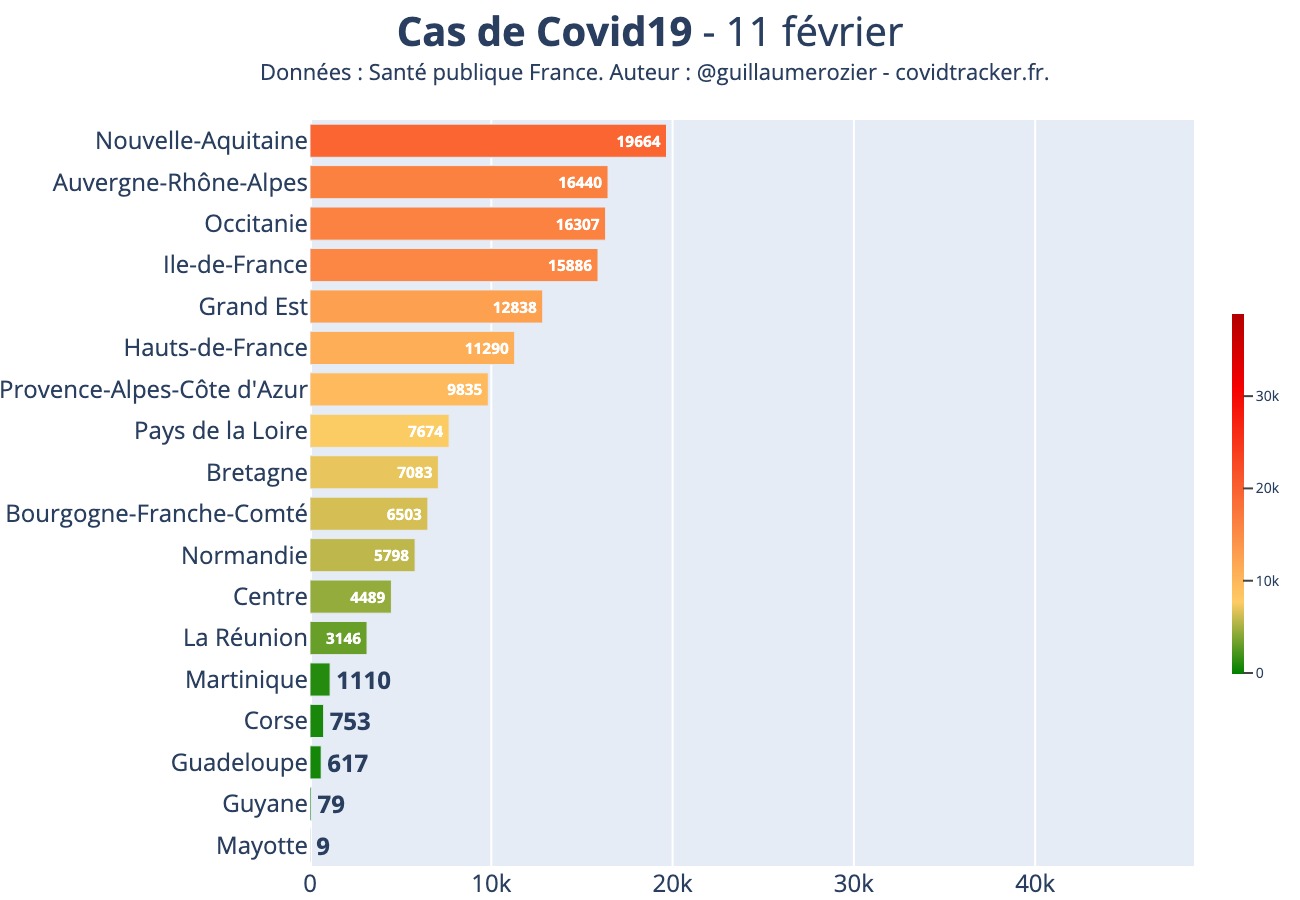 Cas de Covid19 - 11 février
Données : Santé publique France. Auteur : @guillaumerozier - covidtracker.fr.
Nouvelle-Aquitaine 19664
Auvergne-Rhône-Alpes 16440
Occitanie 16307
Ile-de-France 15886
Grand Est 12838
Hauts-de-France 11290
Provence-Alpes-Côte d'Azur 9835
Pays de la Loire 7674
Bretagne 7083
Bourgogne-Franche-Comté 6503
Normandie 5798
Centre 4489
La Réunion 3146
Martinique 1110
Corse 753
Guadeloupe 617
Guyane 79
Mayotte 9
0 10k 20k 30k 40k
30k
20k
10k
0